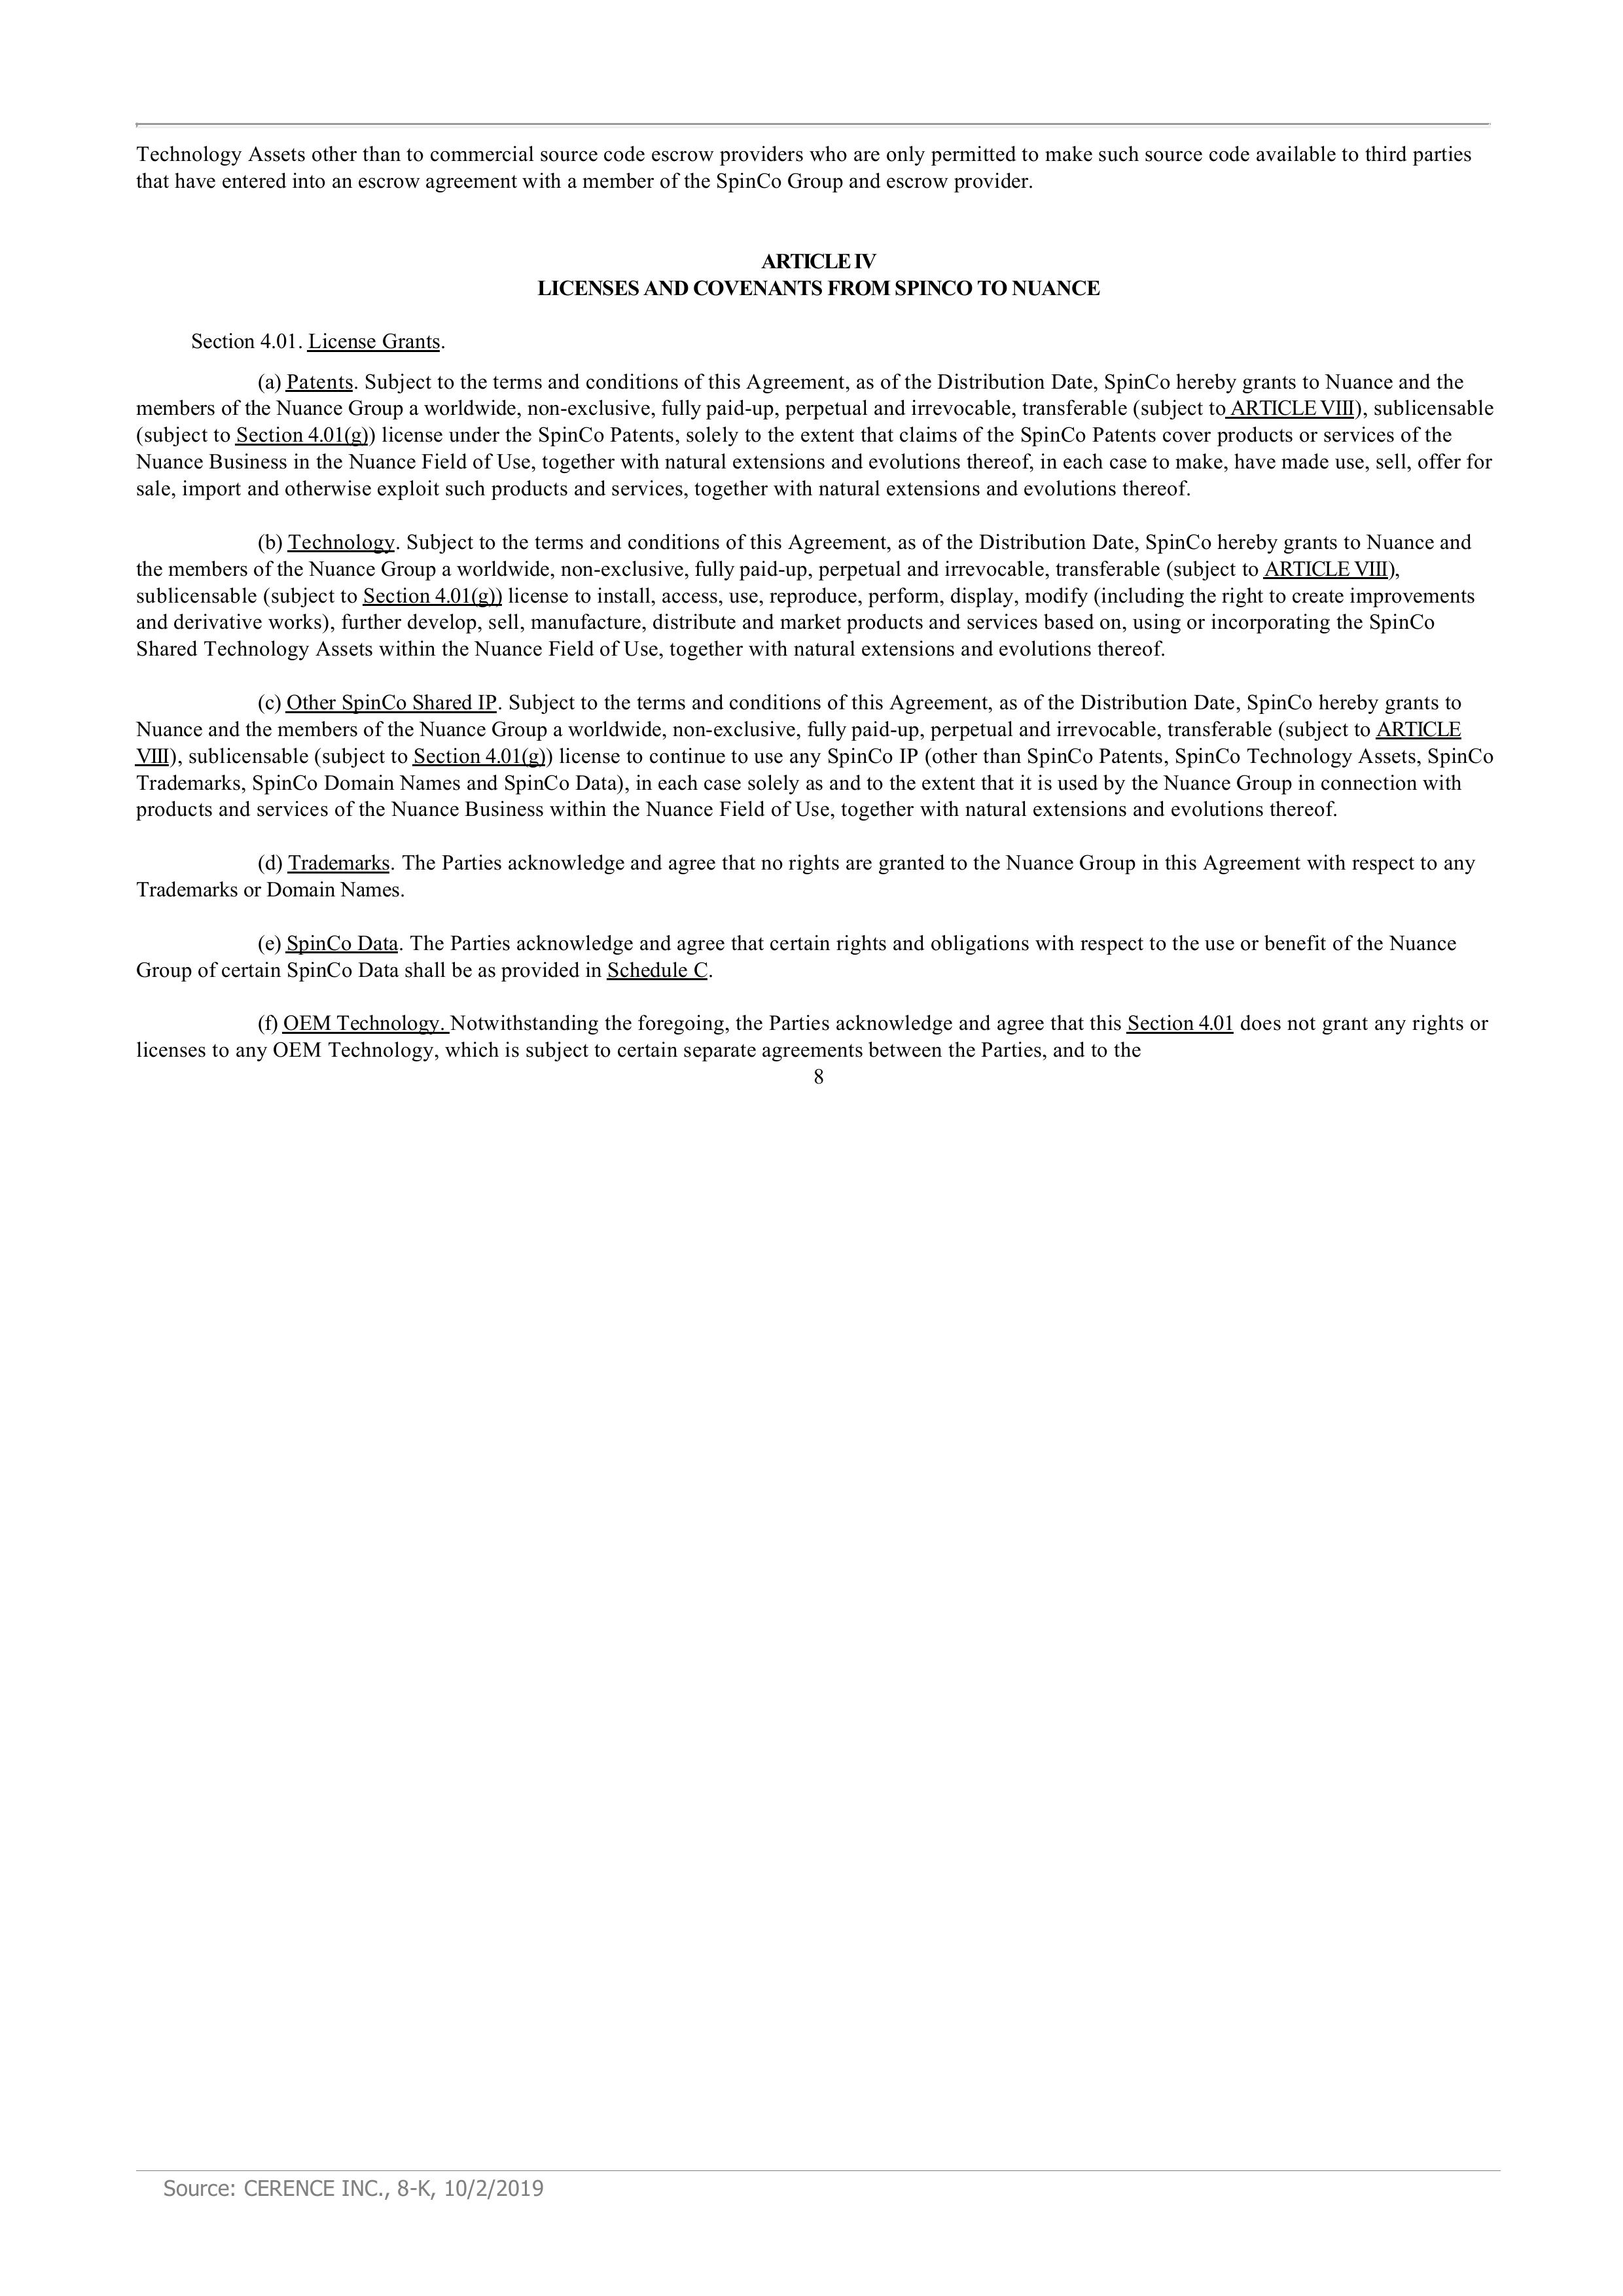 Technology Assets other than to commercial source code escrow providers who are only permitted to make such source code available to third parties
that have entered into an escrow agreement with a member of the SpinCo Group and escrow provider.
ARTICLE IV
LICENSES AND COVENANTS FROM SPINCO TO NUANCE
Section 4.01. License Grants.
(a) Patents. Subject to the terms and conditions of this Agreement, as of the Distribution Date, SpinCo hereby grants to Nuance and the
members of the Nuance Group a worldwide, non-exclusive, fully paid-up, perpetual and irrevocable, transferable (subject to ARTICLE VIII), sublicensable
(subject to Section 4.01(g)) license under the SpinCo Patents, solely to the extent that claims of the SpinCo Patents cover products or services of the
Nuance Business in the Nuance Field of Use, together with natural extensions and evolutions thereof, in each case to make, have made use, sell, offer for
sale, import and otherwise exploit such products and services, together with natural extensions and evolutions thereof.
(b) Technology. Subject to the terms and conditions of this Agreement, as of the Distribution Date, SpinCo hereby grants to Nuance and
the members of the Nuance Group a worldwide, non-exclusive, fully paid-up, perpetual and irrevocable, transferable (subject to ARTICLE VIII),
sublicensable (subject to Section 4.01(g)) license to install, access, use, reproduce, perform, display, modify (including the right to create improvements
and derivative works), further develop, sell, manufacture, distribute and market products and services based on, using or incorporating the SpinCo
Shared Technology Assets within the Nuance Field of Use, together with natural extensions and evolutions thereof.
(c) Other SpinCo Shared IP. Subject to the terms and conditions of this Agreement, as of the Distribution Date, SpinCo hereby grants to
Nuance and the members of the Nuance Group a worldwide, non-exclusive, fully paid-up, perpetual and irrevocable, transferable (subject to ARTICLE
VIII), sublicensable (subject to Section 4.01(g)) license to continue to use any SpinCo IP (other than SpinCo Patents, SpinCo Technology Assets, SpinCo
Trademarks, SpinCo Domain Names and SpinCo Data), in each case solely as and to the extent that it is used by the Nuance Group in connection with
products and services of the Nuance Business within the Nuance Field of Use, together with natural extensions and evolutions thereof.
(d) Trademarks. The Parties acknowledge and agree that no rights are granted to the Nuance Group in this Agreement with respect to any
Trademarks or Domain Names.
(e) SpinCo Data. The Parties acknowledge and agree that certain rights and obligations with respect to the use or benefit of the Nuance
Group of certain SpinCo Data shall be as provided in Schedule C.
(f) OEM Technology. Notwithstanding the foregoing, the Parties acknowledge and agree that this Section 4.01 does not grant any rights or
licenses to any OEM Technology, which is subject to certain separate agreements between the Parties, and to the
8
Source: CERENCE INC., 8-K, 10/2/2019